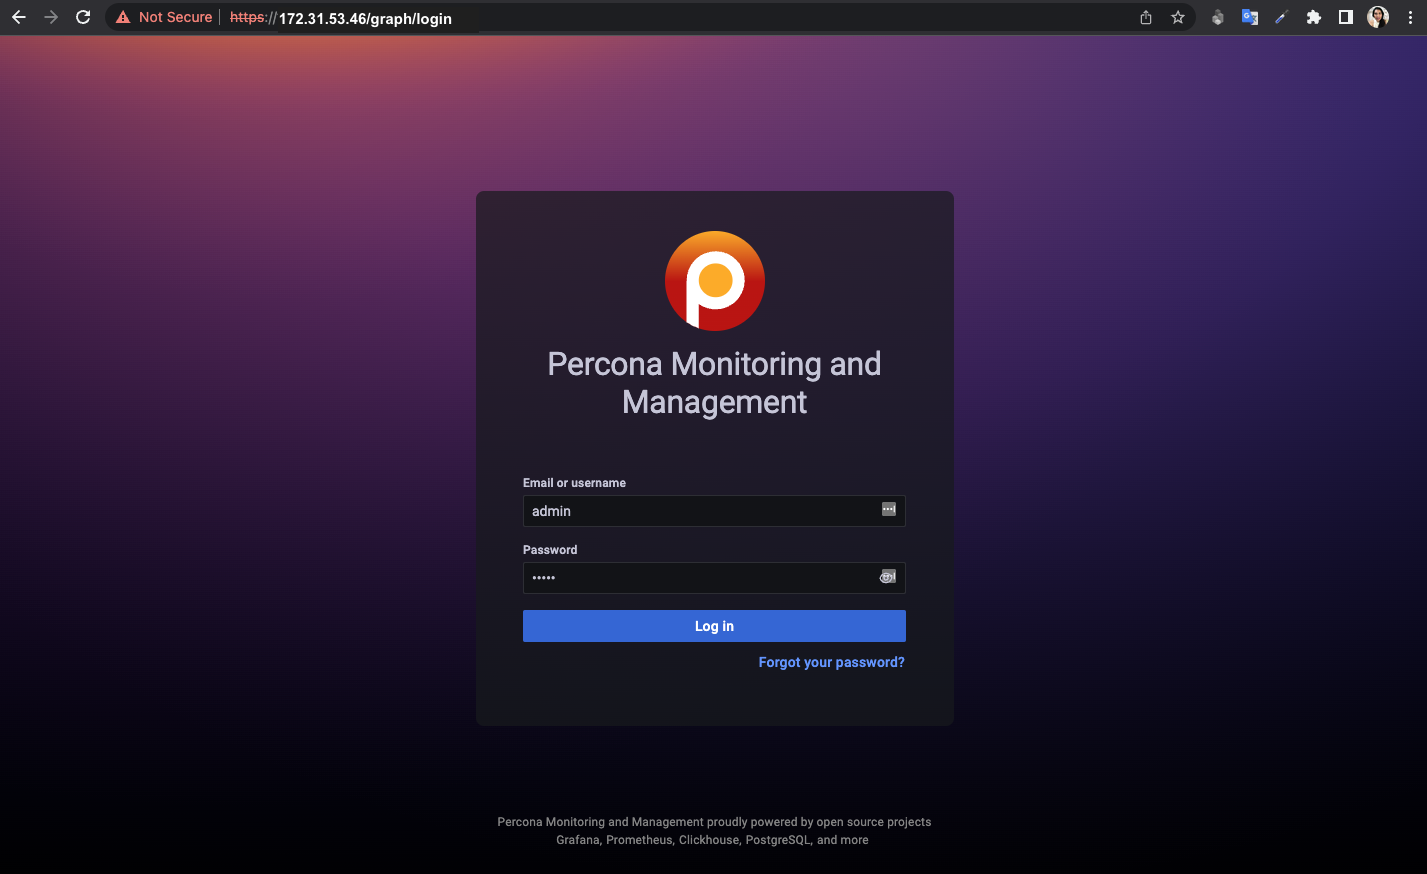 Not Secure https://172.31.53.46/graph/login
Percona Monitoring and
Management
Email or username
admin
Password
•••••
Log in
Forgot your password?
Percona Monitoring and Management proudly powered by open source projects
Grafana, Prometheus, Clickhouse, PostgreSQL, and more